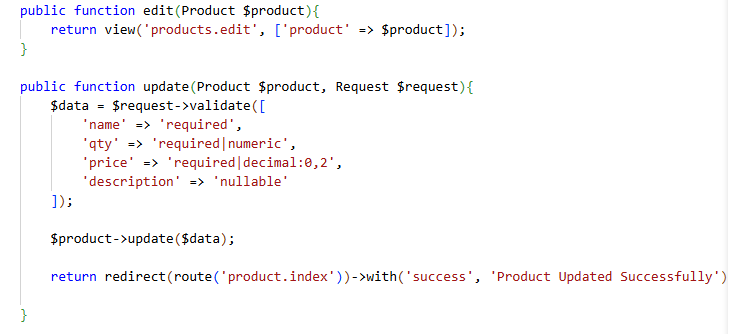 public function edit(Product $product){
return view('products.edit', ['product' => $product]);
}
public function update(Product $product, Request $request){
$data = $request->validate([
'name' => 'required',
'qty' => 'required|numeric',
'price' => 'required|decimal:0,2',
'description' => 'nullable'
]);
$product->update($data);
return redirect(route('product.index'))->with('success', 'Product Updated Successfully')
}